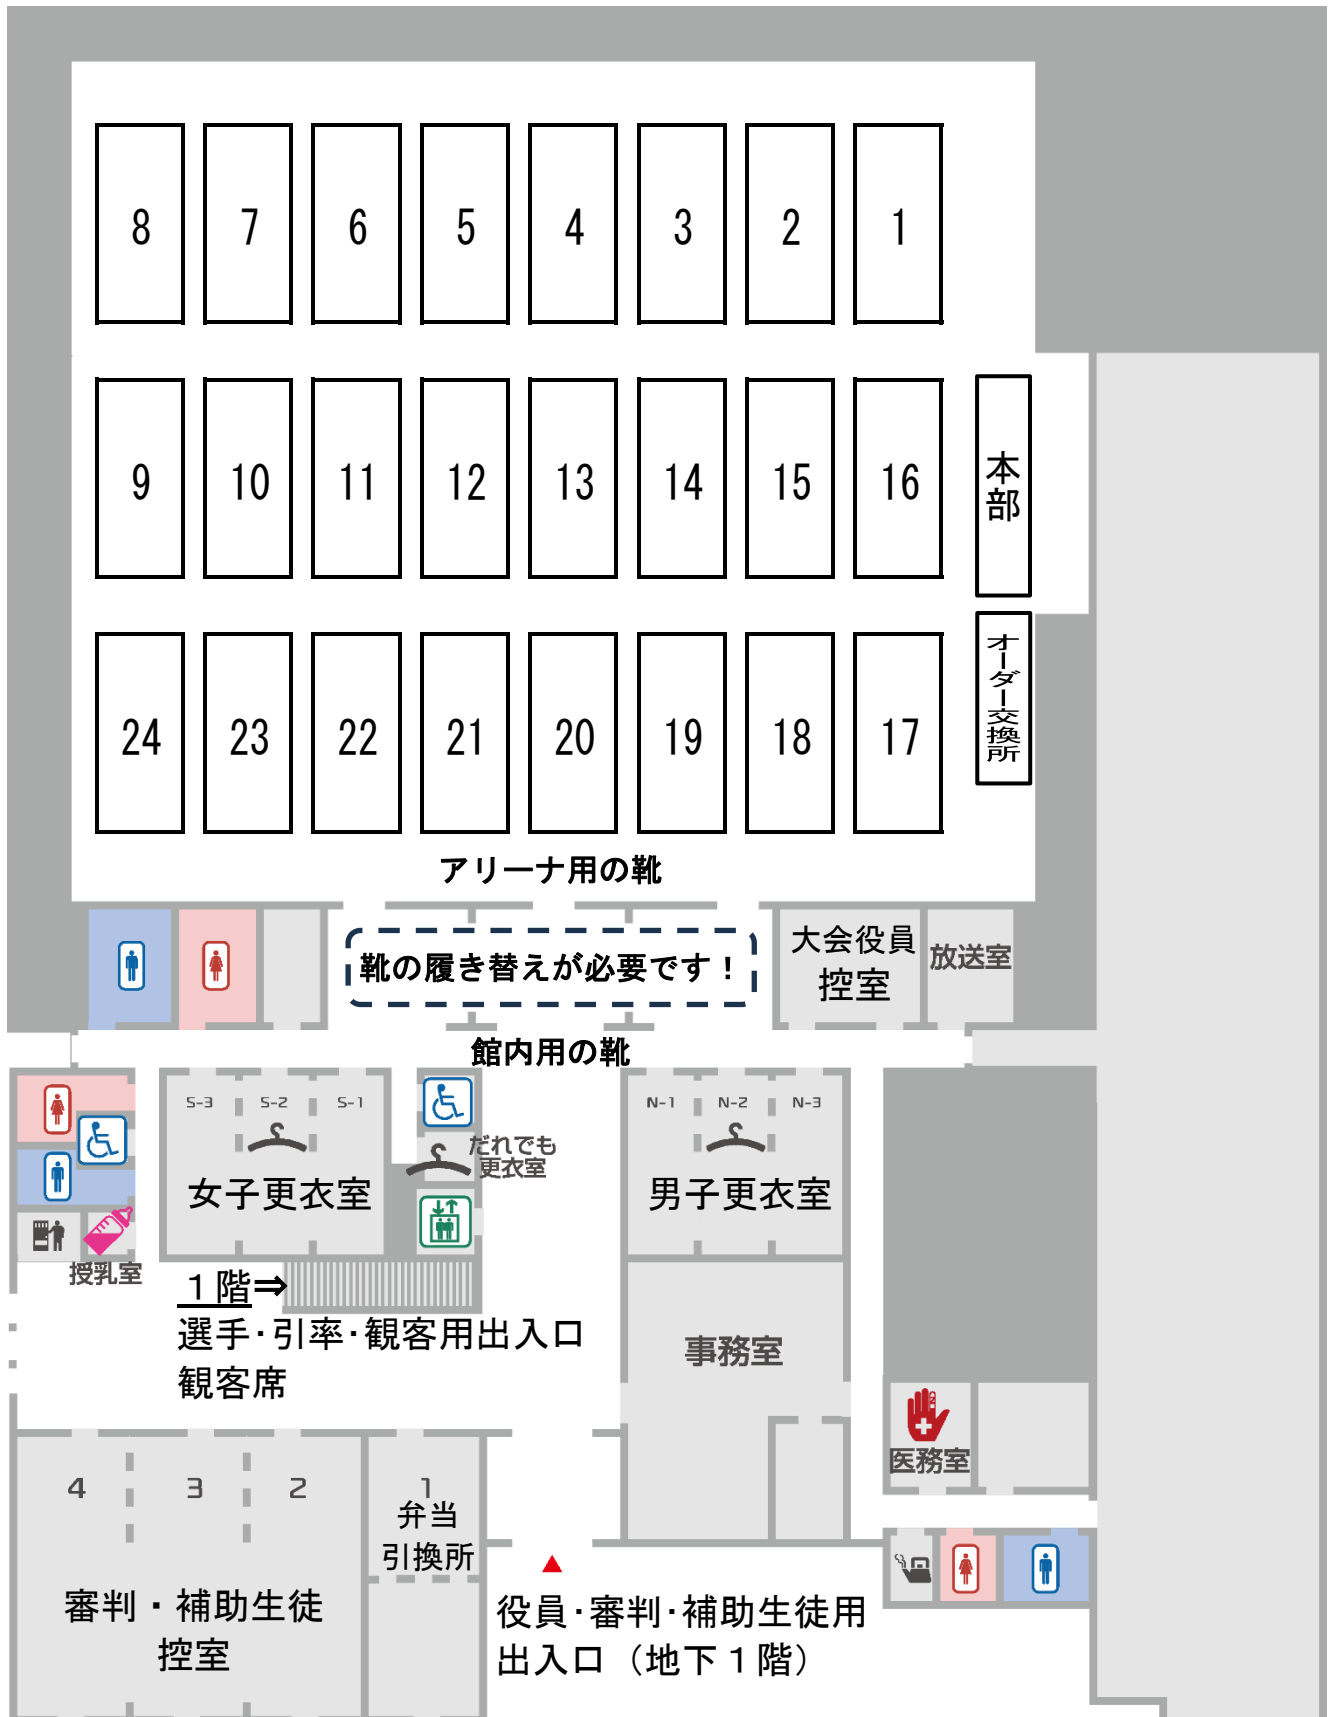 8 7 6 5 4 3 2 1
9 10 11 12 13 14 15 16
本部
24 23 22 21 20 19 18 17
オーダー交換所
アリーナ用の靴
靴の履き替えが必要です！
大会役員
控室
放送室
館内用の靴
S-3 S-2 S-1
女子更衣室
だれでも
更衣室
N-1 N-2 N-3
男子更衣室
授乳室
１階⇒
選手・引率・観客用出入口
観客席
事務室
医務室
4 3 2
審判・補助生徒
控室
1
弁当
引換所
役員・審判・補助生徒用
出入口（地下１階）